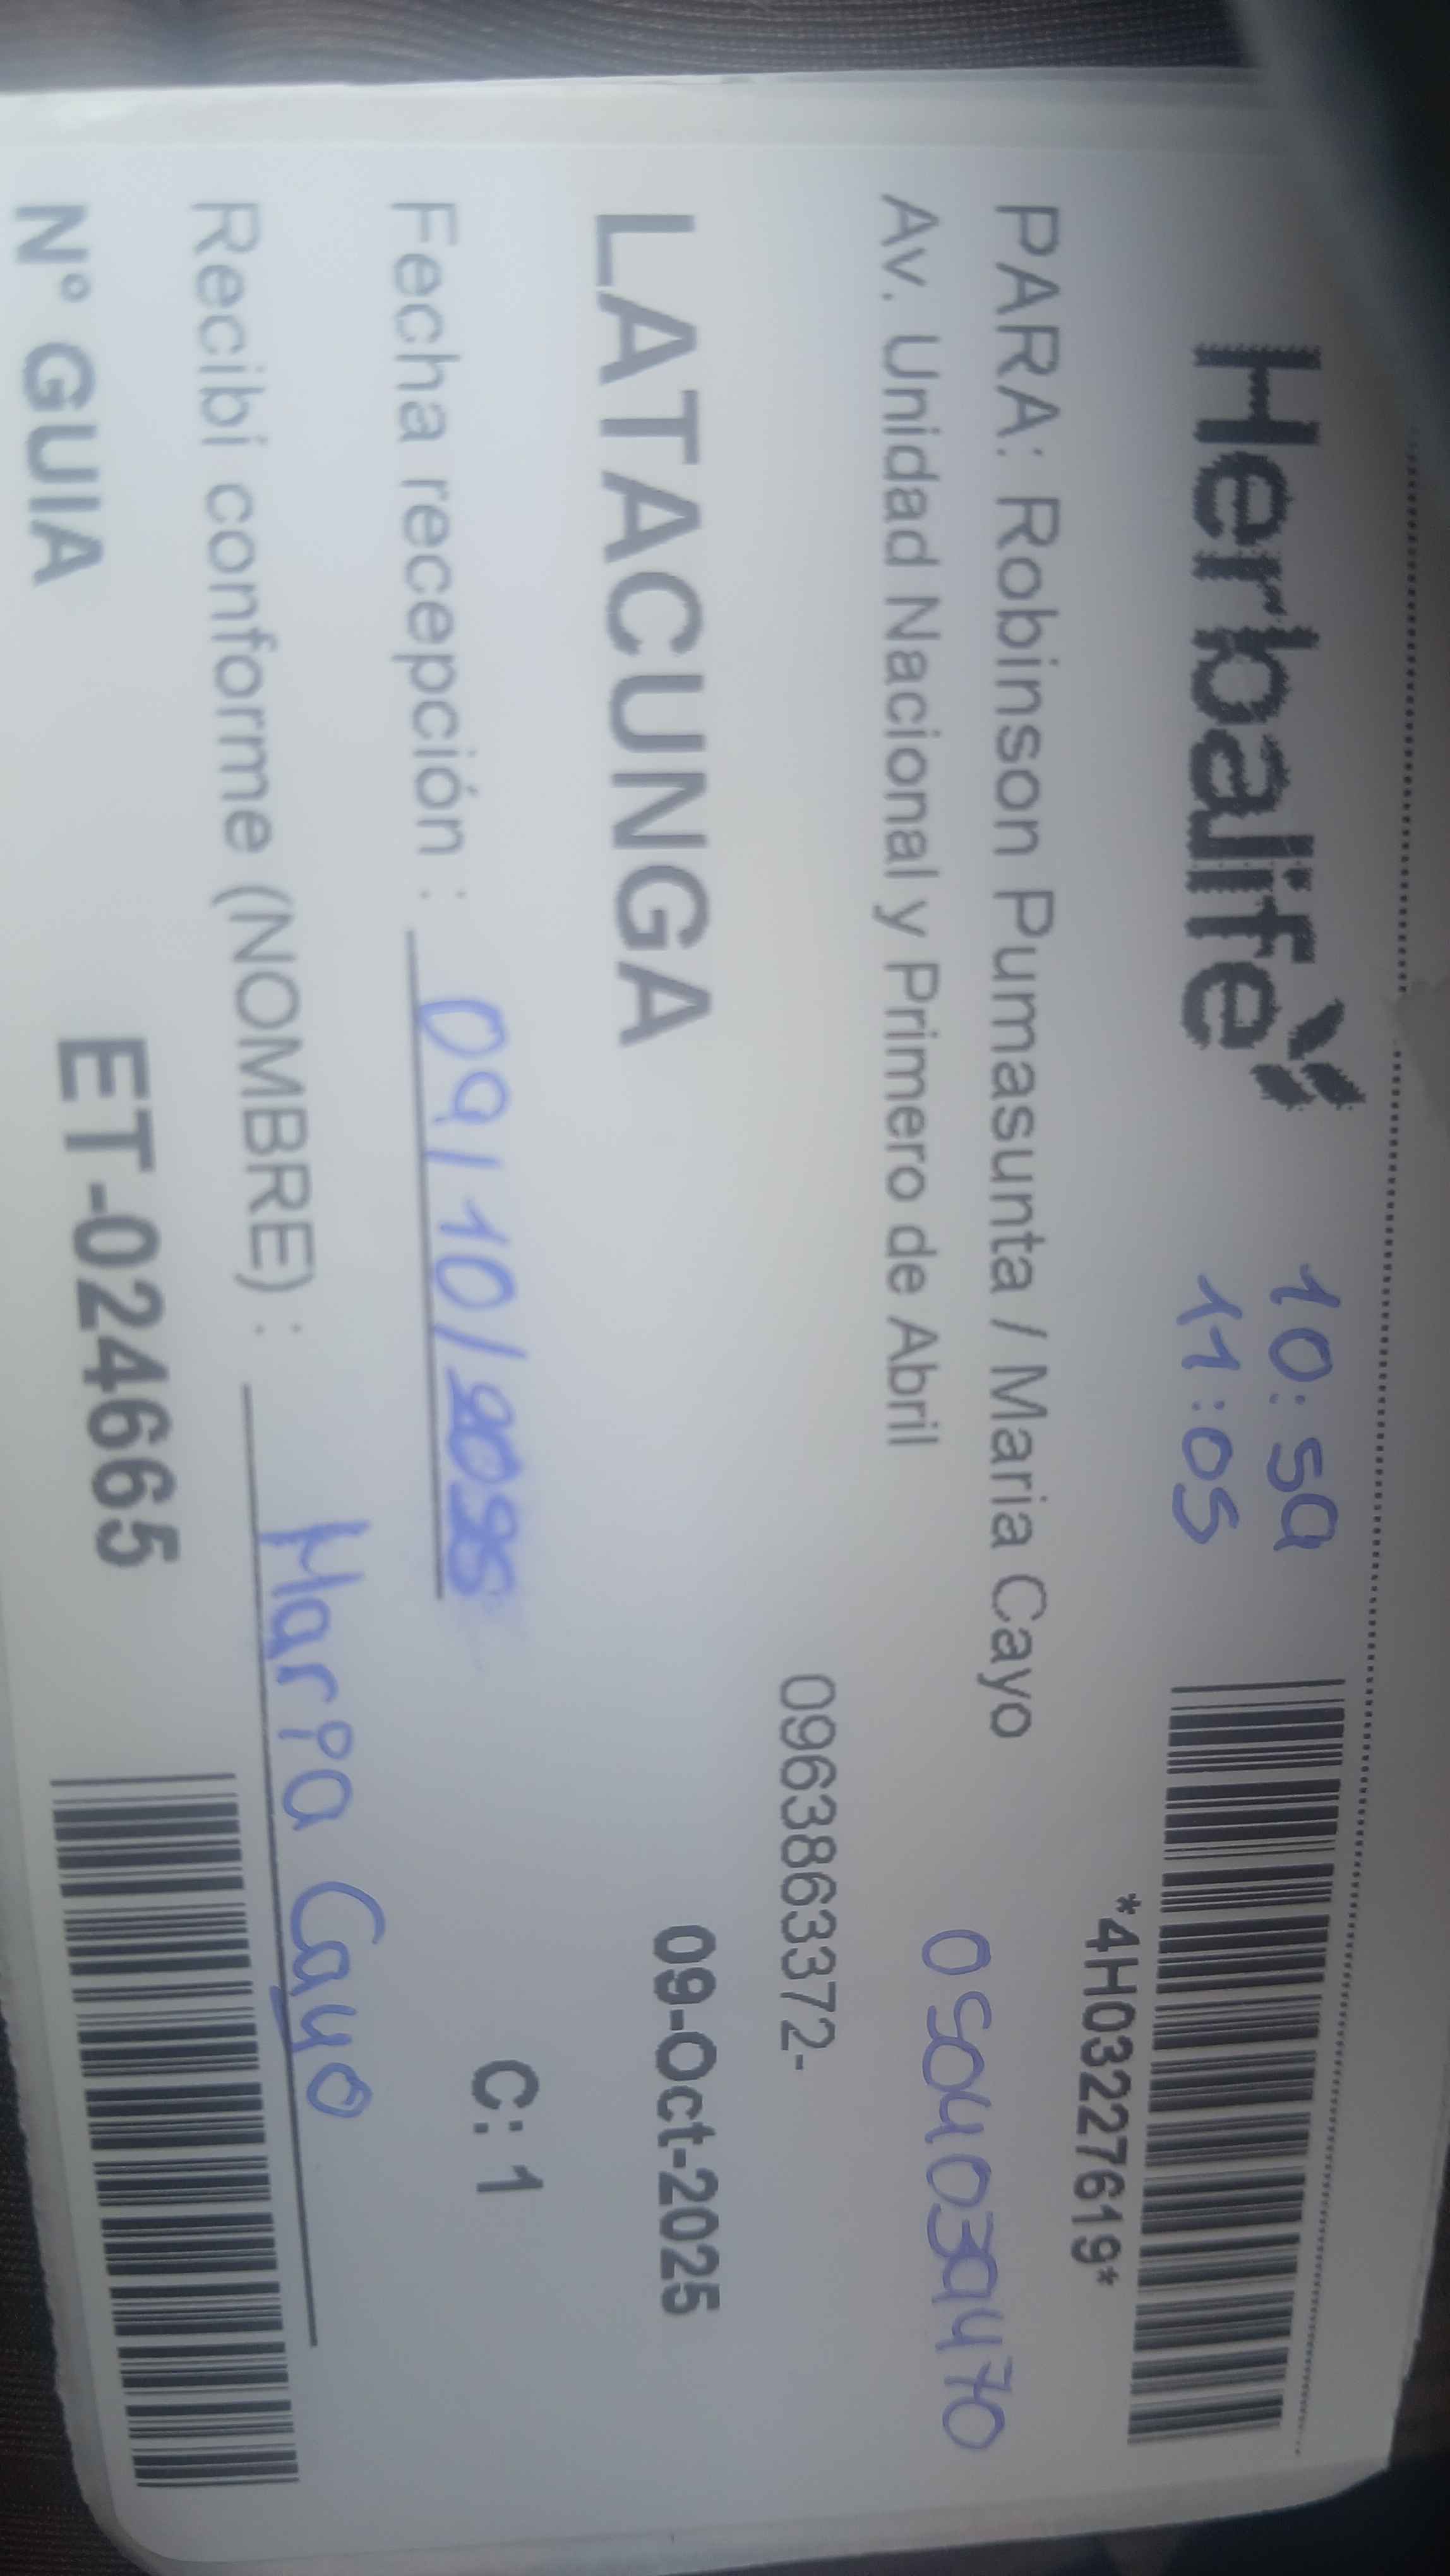 Herbalife
10:59
11:05
*4H03227619*
PARA: Robinson Pumasunta / Maria Cayo
0504039470
Av. Unidad Nacional y Primero de Abril
0963863372-
LATACUNGA
09-Oct-2025
Fecha recepción : 09/10/2025
C: 1
Recibí conforme (NOMBRE) : Maria Cayo
N° GUIA ET-024665